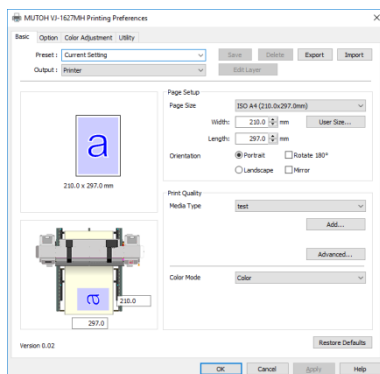 MUTOH VJ-1627MH Printing Preferences
Basic Option Color Adjustment Utility
Preset : Current Setting Save Delete Export Import
Output : Printer Edit Layer
a
210.0 x 297.0 mm
a
210.0
297.0
Version 0.02
Page Setup
Page Size ISO A4 (210.0x297.0mm)
Width: 210.0 mm User Size...
Length: 297.0 mm
Orientation Portrait Rotate 180°
Landscape Mirror
Print Quality
Media Type test
Add...
Advanced...
Color Mode Color
Restore Defaults
OK Cancel Apply Help